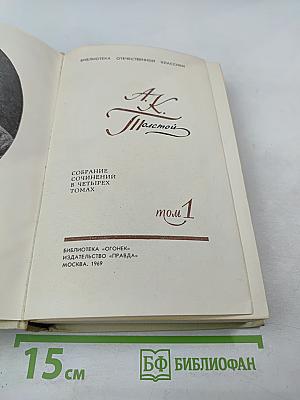 БИБЛИОТЕКА ОТЕЧЕСТВЕННОЙ КЛАССИКИ
А.К.
Толстой
СОБРАНИЕ
СОЧИНЕНИЙ
В ЧЕТЫРЕХ
ТОМАХ
том 1
БИБЛИОТЕКА «ОГОНЕК»
ИЗДАТЕЛЬСТВО «ПРАВДА»
МОСКВА. 1969
15 см
БФ БИБЛИОФАН